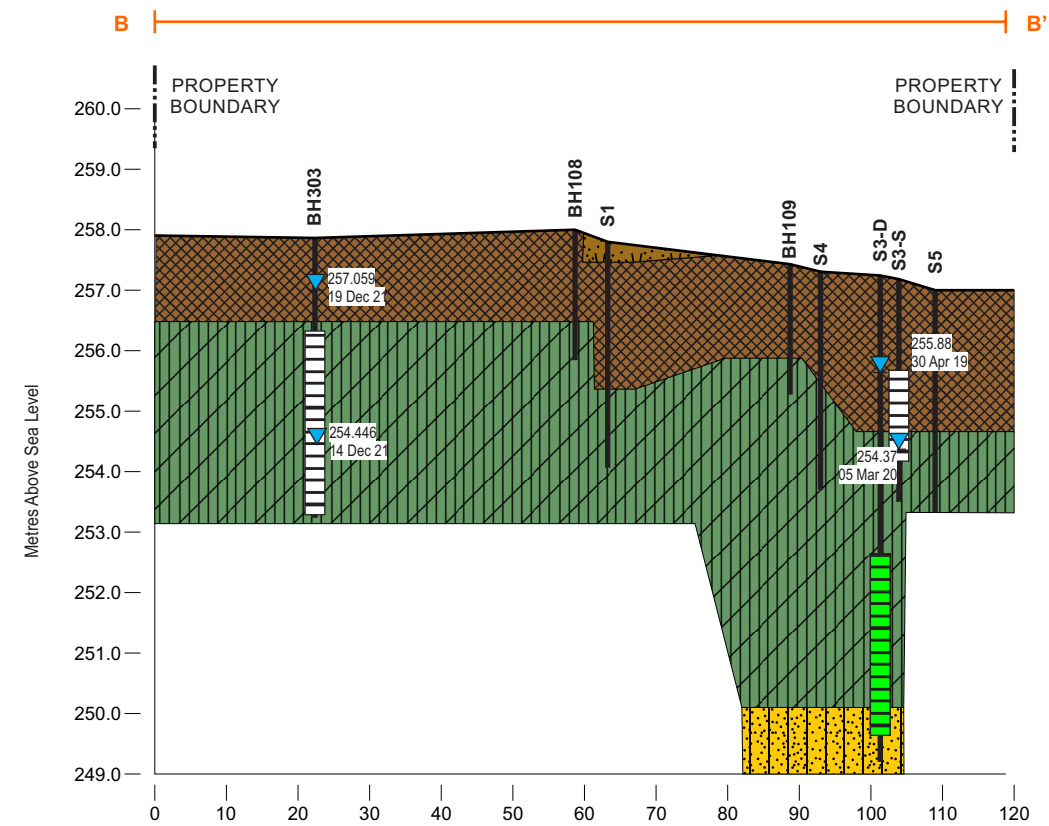 B
B’
PROPERTY
BOUNDARY
PROPERTY
BOUNDARY
260.0
259.0
258.0
257.0
256.0
255.0
254.0
253.0
252.0
251.0
250.0
249.0
Metres Above Sea Level
BH303
BH108
S1
BH109
S4
S3-D
S3-S
S5
257.059
19 Dec 21
254.446
14 Dec 21
255.88
30 Apr 19
254.37
05 Mar 20
0
10
20
30
40
50
60
70
80
90
100
110
120